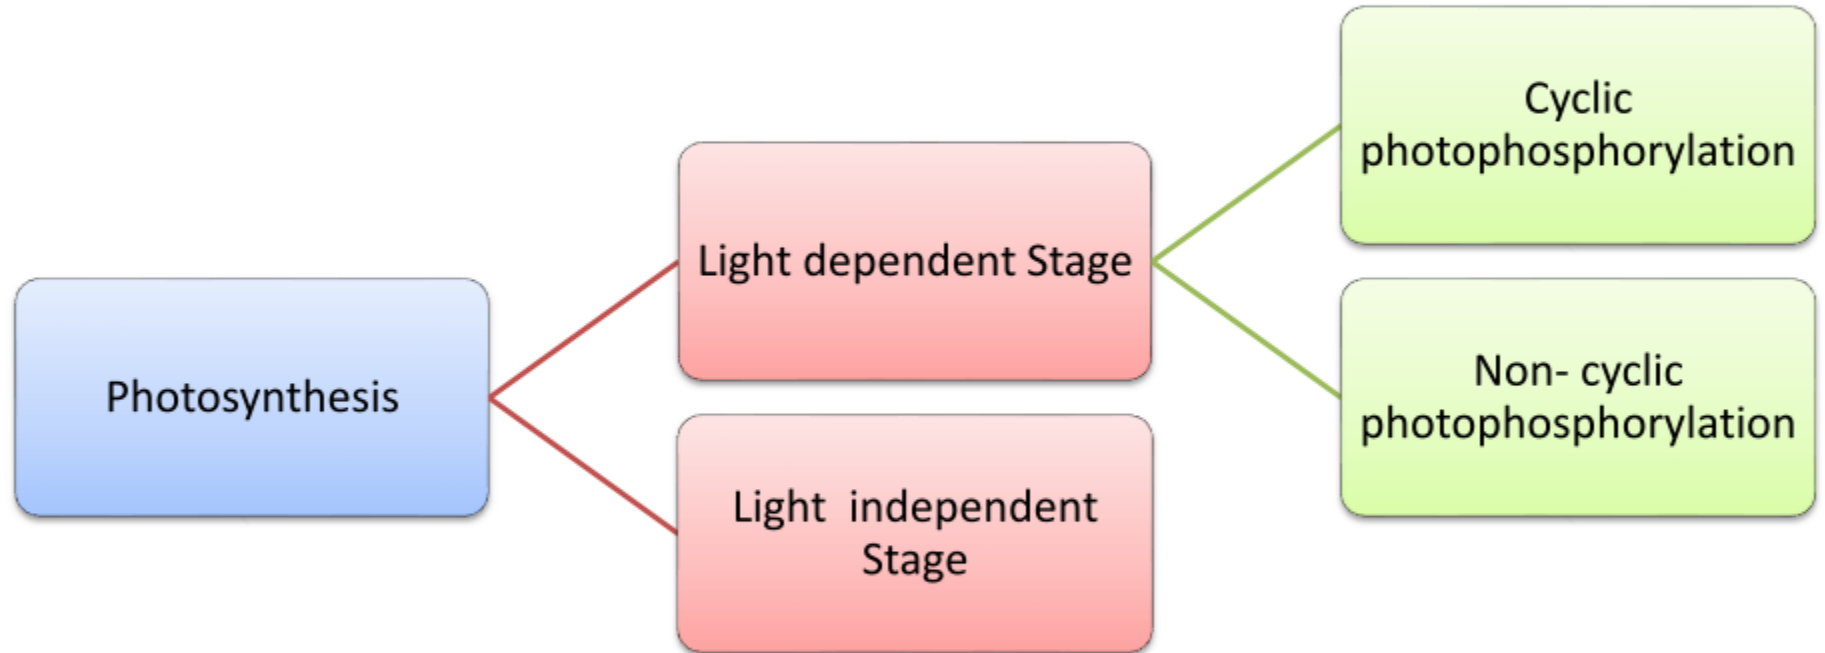 Photosynthesis
Light dependent Stage
Light  independent
Stage
Cyclic
photophosphorylation
Non- cyclic
photophosphorylation